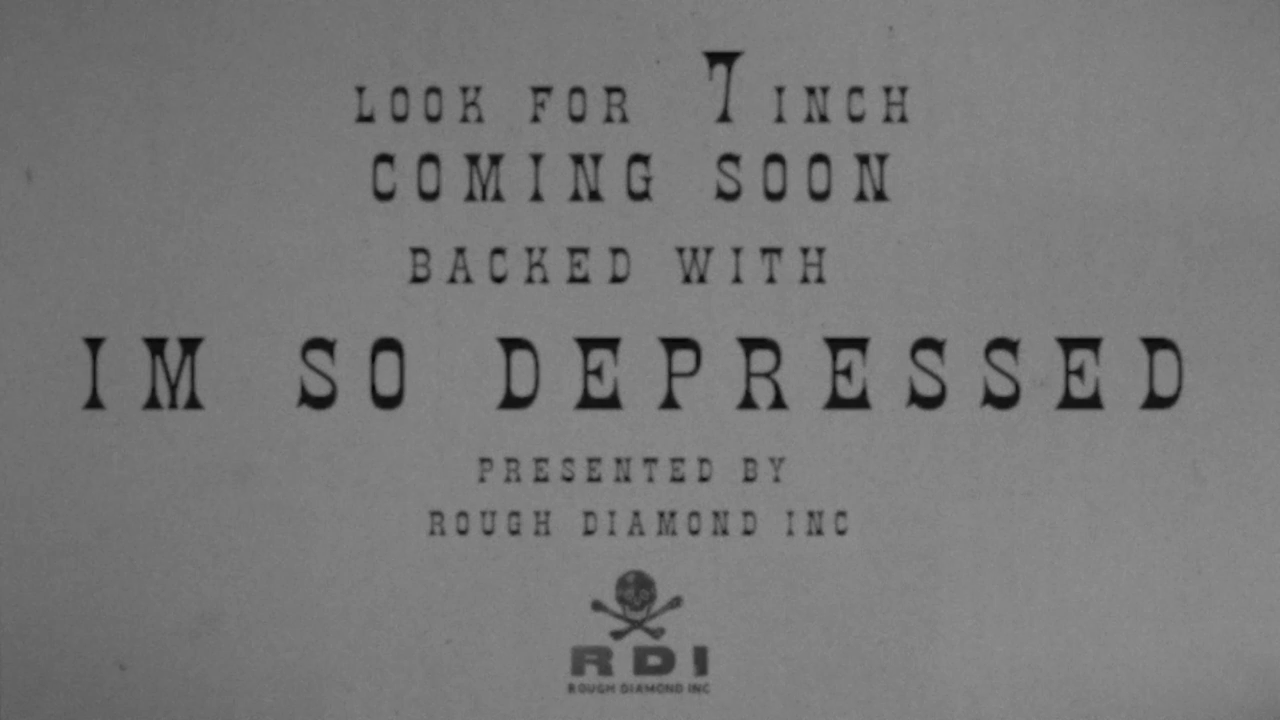 LOOK FOR 7 INCH
COMING SOON
BACKED WITH
IM SO DEPRESSED
PRESENTED BY
ROUGH DIAMOND INC
RDI
ROUGH DIAMOND INC